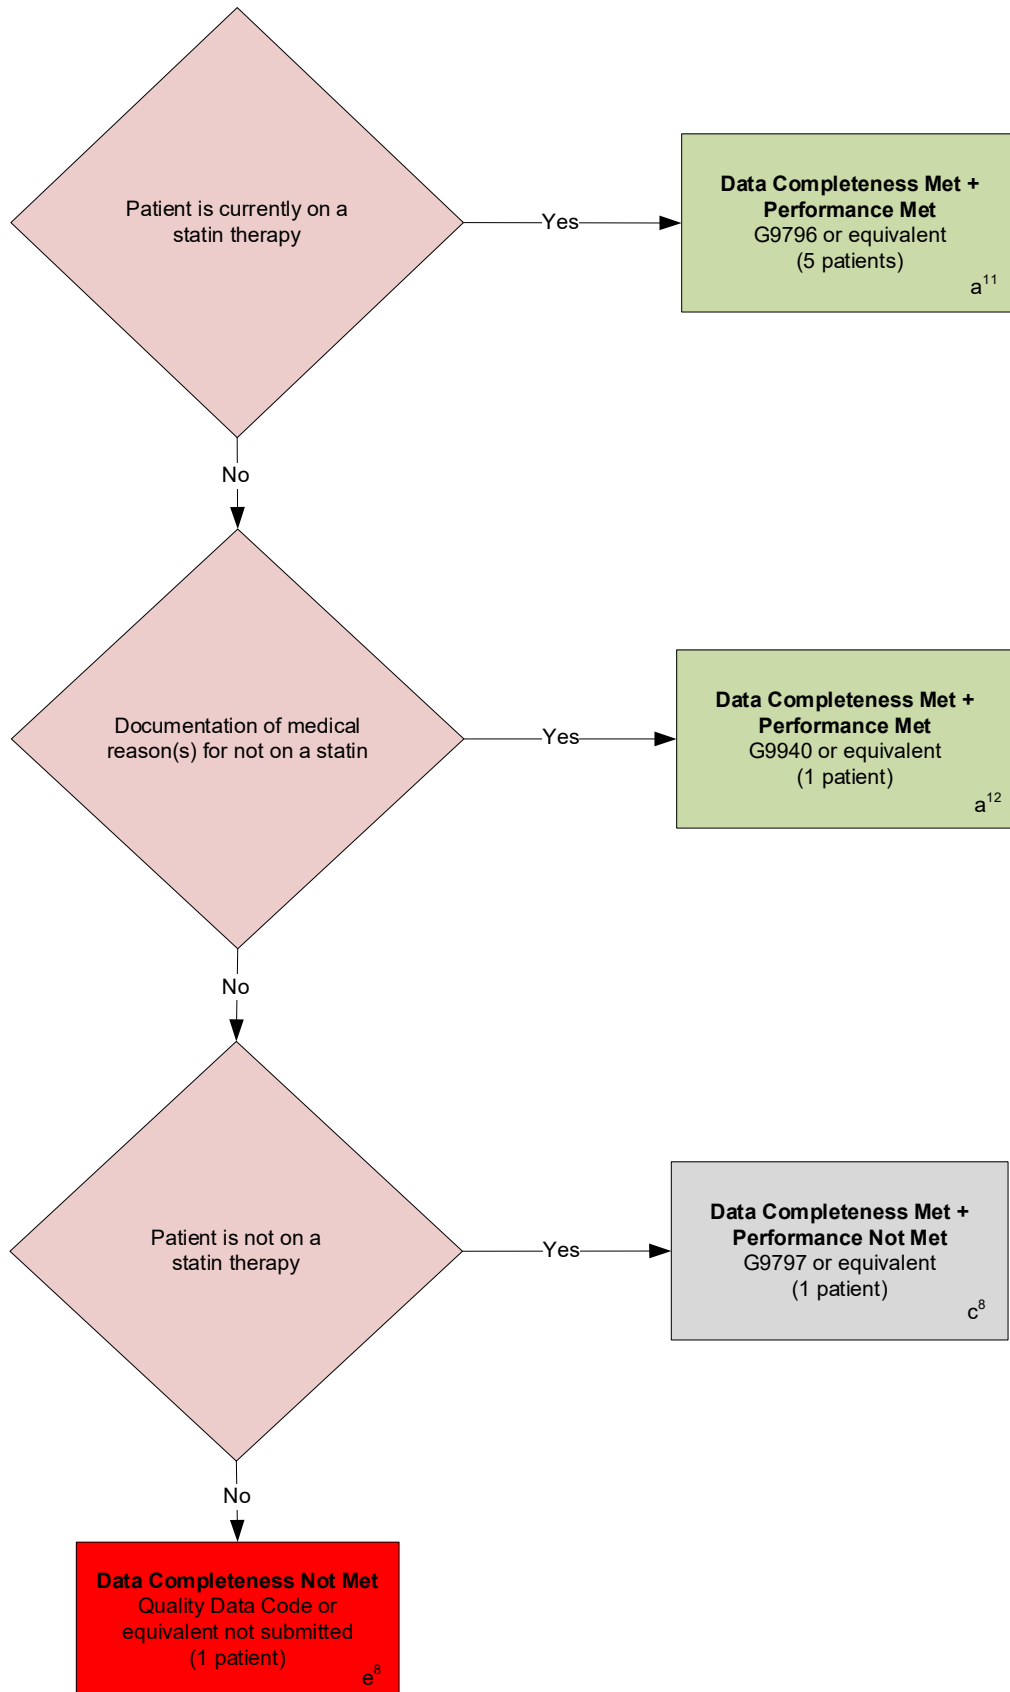 Patient is currently on a
statin therapy
Yes
Data Completeness Met +
Performance Met
G9796 or equivalent
(5 patients)
a¹¹
No
Documentation of medical
reason(s) for not on a statin
Yes
Data Completeness Met +
Performance Met
G9940 or equivalent
(1 patient)
a¹²
No
Patient is not on a
statin therapy
Yes
Data Completeness Met +
Performance Not Met
G9797 or equivalent
(1 patient)
c⁸
No
Data Completeness Not Met
Quality Data Code or
equivalent not submitted
(1 patient)
e⁸